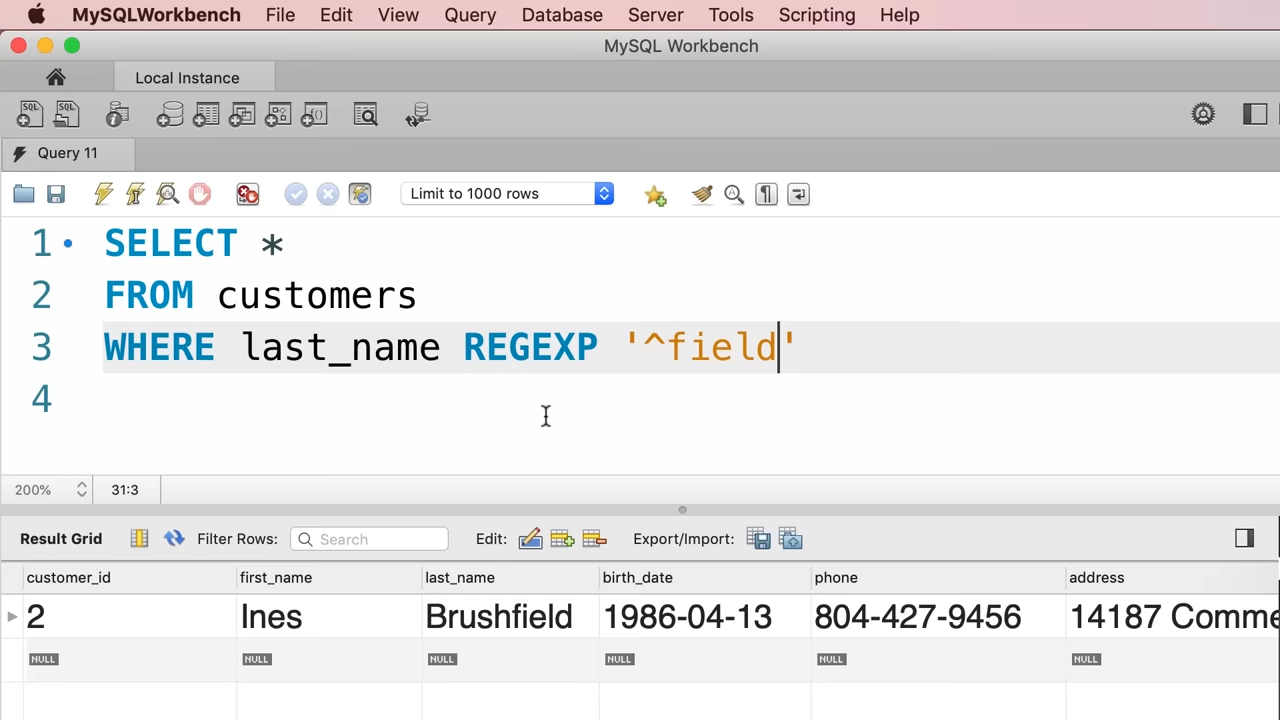 MySQLWorkbench File Edit View Query Database Server Tools Scripting Help
MySQL Workbench
Local Instance
SQL SQL
Query 11
Limit to 1000 rows
1 SELECT *
2 FROM customers
3 WHERE last_name REGEXP '^field'
4
200% 31:3
Result Grid Filter Rows: Search Edit: Export/Import:
customer_id first_name last_name birth_date phone address
2 Ines Brushfield 1986-04-13 804-427-9456 14187 Comme
NULL NULL NULL NULL NULL NULL